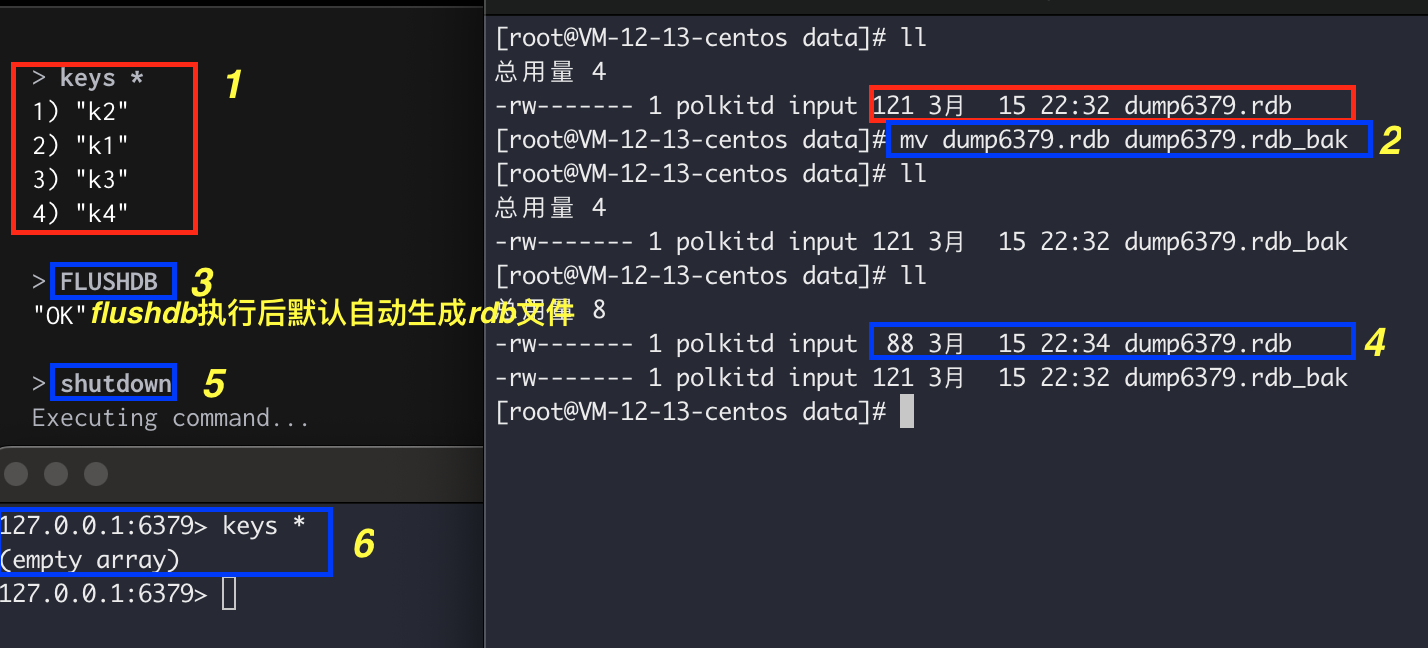 > keys *
1
1) "k2"
2) "k1"
3) "k3"
4) "k4"
> FLUSHDB
3
"OK" flushdb执行后默认自动生成rdb文件
> shutdown
5
Executing command...
127.0.0.1:6379> keys *
6
(empty array)
127.0.0.1:6379>
[root@VM-12-13-centos data]# ll
总用量 4
-rw------- 1 polkitd input 121 3月  15 22:32 dump6379.rdb
[root@VM-12-13-centos data]# mv dump6379.rdb dump6379.rdb_bak
2
[root@VM-12-13-centos data]# ll
总用量 4
-rw------- 1 polkitd input 121 3月  15 22:32 dump6379.rdb_bak
[root@VM-12-13-centos data]# ll
总用量 8
-rw------- 1 polkitd input  88 3月  15 22:34 dump6379.rdb
4
-rw------- 1 polkitd input 121 3月  15 22:32 dump6379.rdb_bak
[root@VM-12-13-centos data]#